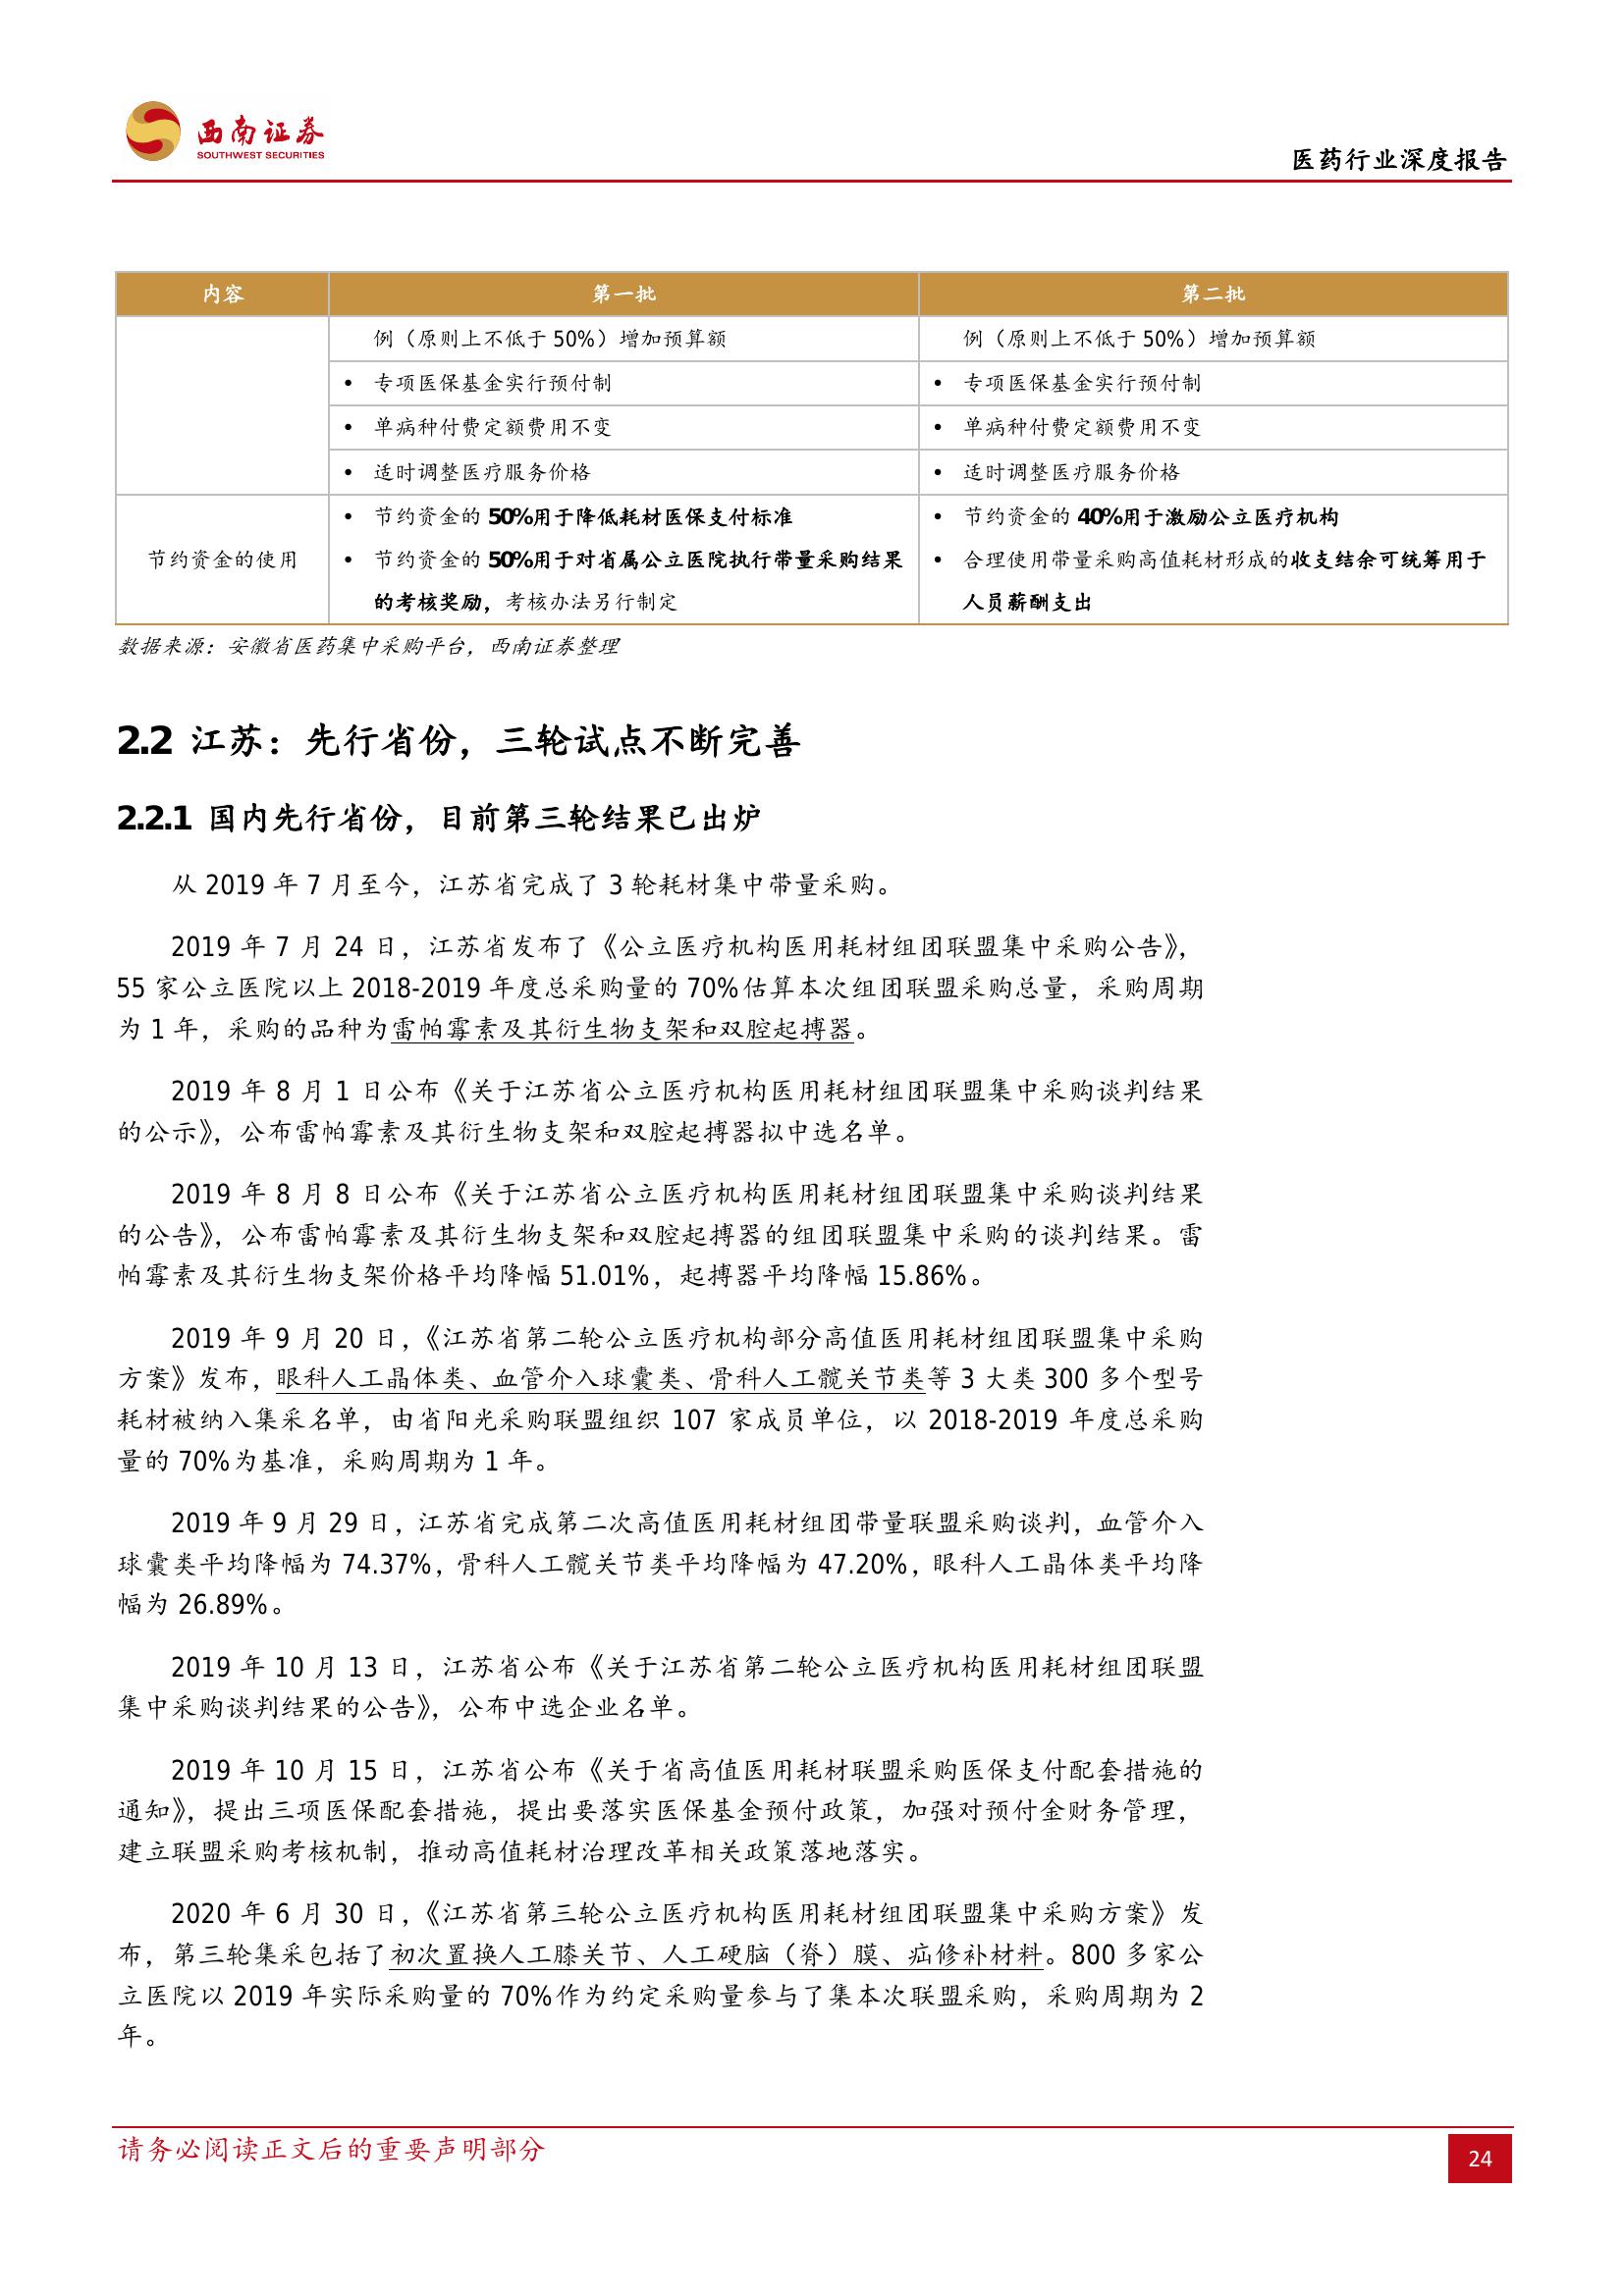 西南证券
SOUTHWEST SECURITIES
医药行业深度报告
内容 第一批 第二批
例（原则上不低于 50%）增加预算额 例（原则上不低于 50%）增加预算额
• 专项医保基金实行预付制 • 专项医保基金实行预付制
• 单病种付费定额费用不变 • 单病种付费定额费用不变
• 适时调整医疗服务价格 • 适时调整医疗服务价格
• 节约资金的 50%用于降低耗材医保支付标准 • 节约资金的 40%用于激励公立医疗机构
节约资金的使用 • 节约资金的 50%用于对省属公立医院执行带量采购结果 • 合理使用带量采购高值耗材形成的收支结余可统筹用于
的考核奖励，考核办法另行制定 人员薪酬支出
数据来源：安徽省医药集中采购平台，西南证券整理
2.2 江苏：先行省份，三轮试点不断完善
2.2.1 国内先行省份，目前第三轮结果已出炉
从 2019 年 7 月至今，江苏省完成了 3 轮耗材集中带量采购。
2019 年 7 月 24 日，江苏省发布了《公立医疗机构医用耗材组团联盟集中采购公告》，
55 家公立医院以上 2018-2019 年度总采购量的 70%估算本次组团联盟采购总量，采购周期
为 1 年，采购的品种为雷帕霉素及其衍生物支架和双腔起搏器。
2019 年 8 月 1 日公布《关于江苏省公立医疗机构医用耗材组团联盟集中采购谈判结果
的公示》，公布雷帕霉素及其衍生物支架和双腔起搏器拟中选名单。
2019 年 8 月 8 日公布《关于江苏省公立医疗机构医用耗材组团联盟集中采购谈判结果
的公告》，公布雷帕霉素及其衍生物支架和双腔起搏器的组团联盟集中采购的谈判结果。雷
帕霉素及其衍生物支架价格平均降幅 51.01%，起搏器平均降幅 15.86%。
2019 年 9 月 20 日，《江苏省第二轮公立医疗机构部分高值医用耗材组团联盟集中采购
方案》发布，眼科人工晶体类、血管介入球囊类、骨科人工髋关节类等 3 大类 300 多个型号
耗材被纳入集采名单，由省阳光采购联盟组织 107 家成员单位，以 2018-2019 年度总采购
量的 70%为基准，采购周期为 1 年。
2019 年 9 月 29 日，江苏省完成第二次高值医用耗材组团带量联盟采购谈判，血管介入
球囊类平均降幅为 74.37%，骨科人工髋关节类平均降幅为 47.20%，眼科人工晶体类平均降
幅为 26.89%。
2019 年 10 月 13 日，江苏省公布《关于江苏省第二轮公立医疗机构医用耗材组团联盟
集中采购谈判结果的公告》，公布中选企业名单。
2019 年 10 月 15 日，江苏省公布《关于省高值医用耗材联盟采购医保支付配套措施的
通知》，提出三项医保配套措施，提出要落实医保基金预付政策，加强对预付金财务管理，
建立联盟采购考核机制，推动高值耗材治理改革相关政策落地落实。
2020 年 6 月 30 日，《江苏省第三轮公立医疗机构医用耗材组团联盟集中采购方案》发
布，第三轮集采包括了初次置换人工膝关节、人工硬脑（脊）膜、疝修补材料。800 多家公
立医院以 2019 年实际采购量的 70%作为约定采购量参与了集本次联盟采购，采购周期为 2
年。
请务必阅读正文后的重要声明部分
24